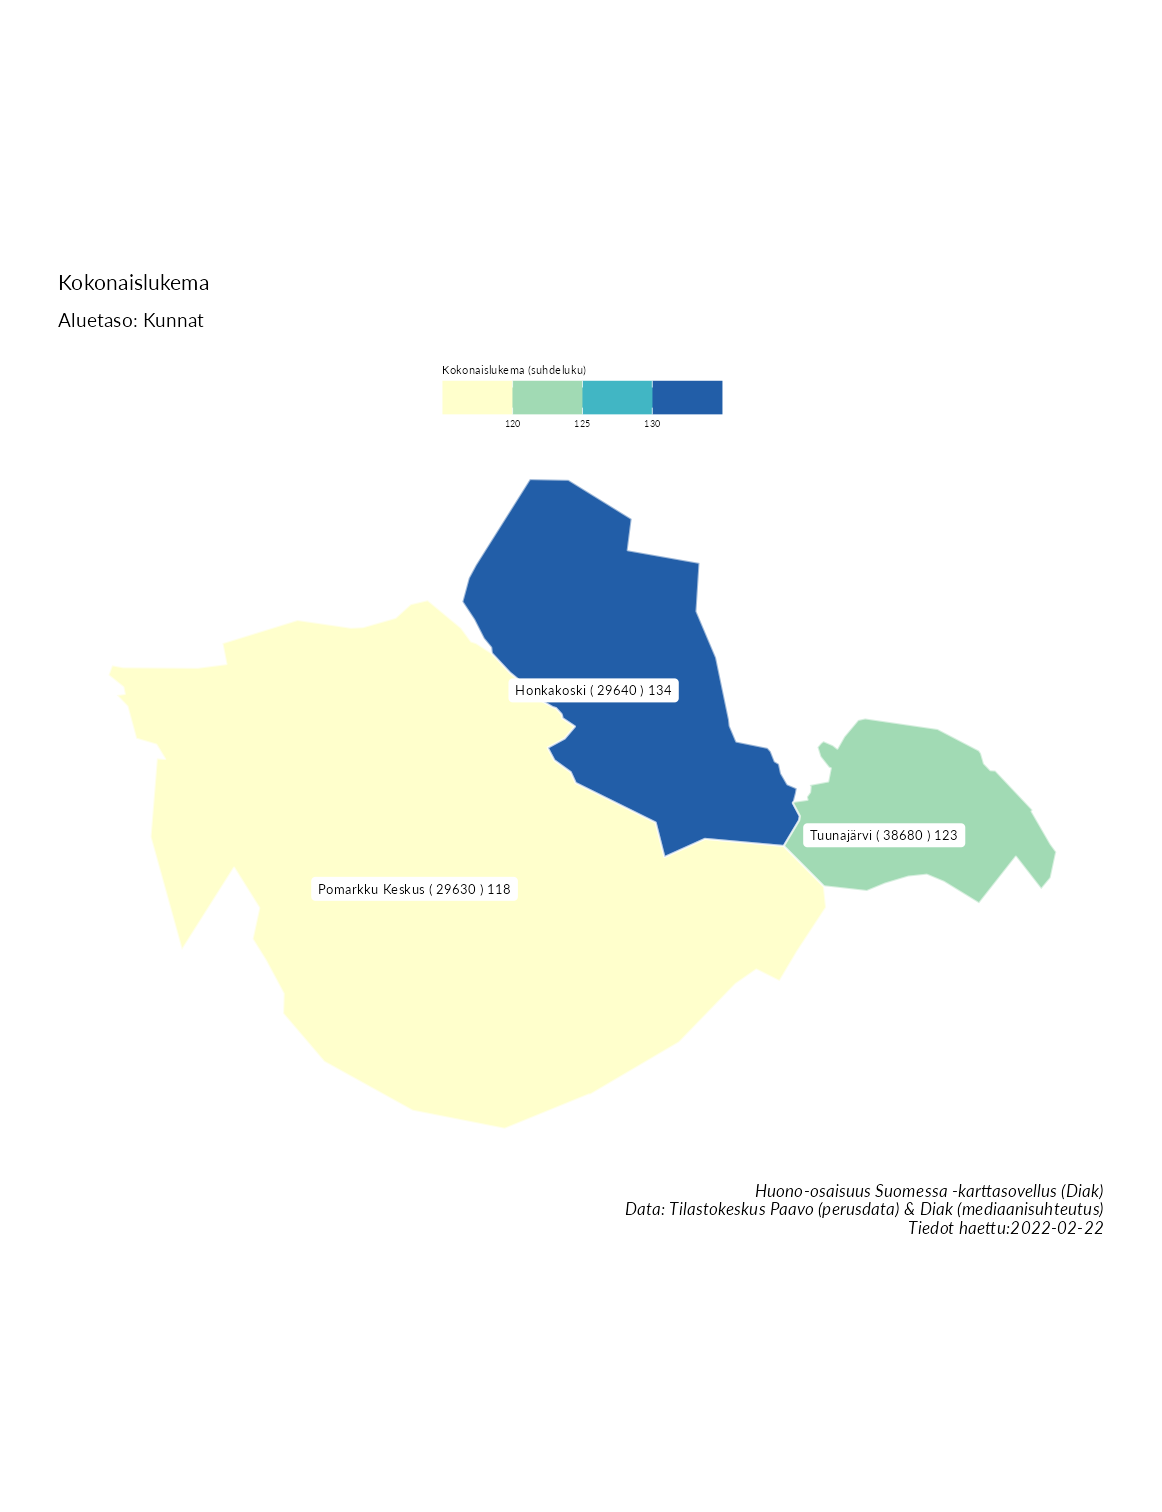 Kokonaislukema
Aluetaso: Kunnat
Kokonaislukema (suhdeluku)
120 125 130
Honkakoski ( 29640 ) 134
Tuunajärvi ( 38680 ) 123
Pomarkku Keskus ( 29630 ) 118
Huono-osaisuus Suomessa -karttasovellus (Diak)
Data: Tilastokeskus Paavo (perusdata) & Diak (mediaanisuhteutus)
Tiedot haettu:2022-02-22